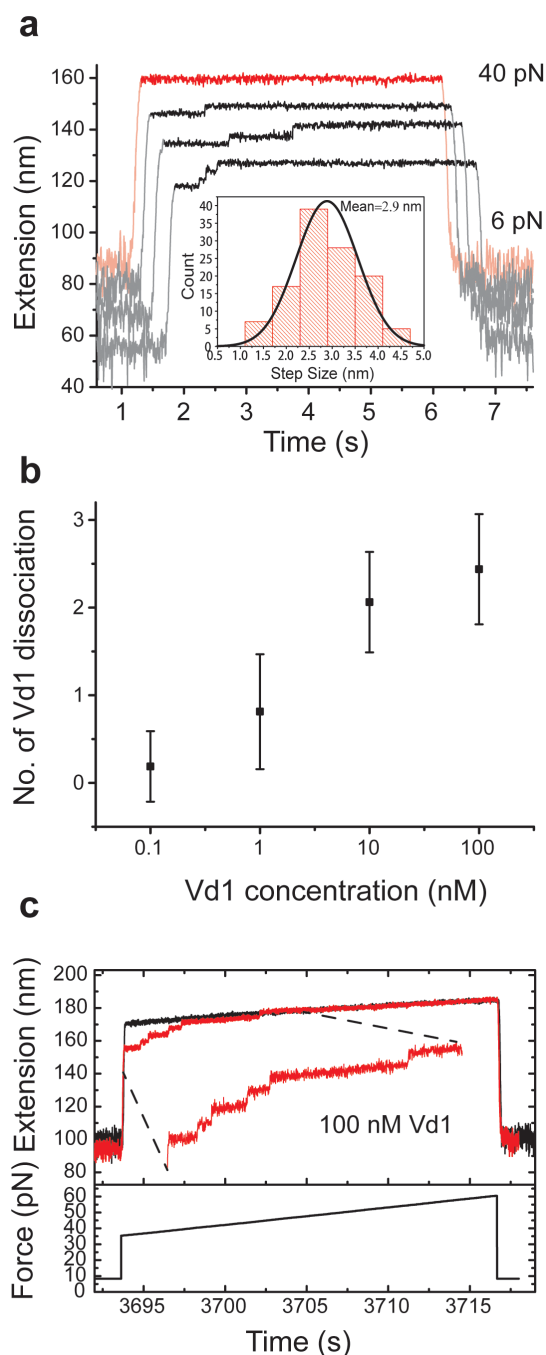 a
160
140
120
100
80
60
40
Extension (nm)
40 pN
6 pN
Mean=2.9 nm
40
35
30
25
20
15
10
5
0
Count
0.5 1.0 1.5 2.0 2.5 3.0 3.5 4.0 4.5 5.0
Step Size (nm)
1 2 3 4 5 6 7
Time (s)
b
3
2
1
0
No. of Vd1 dissociation
0.1 1 10 100
Vd1 concentration (nM)
c
200
180
160
140
120
100
80
Extension (nm)
100 nM Vd1
60
50
40
30
20
10
0
Force (pN)
3695 3700 3705 3710 3715
Time (s)